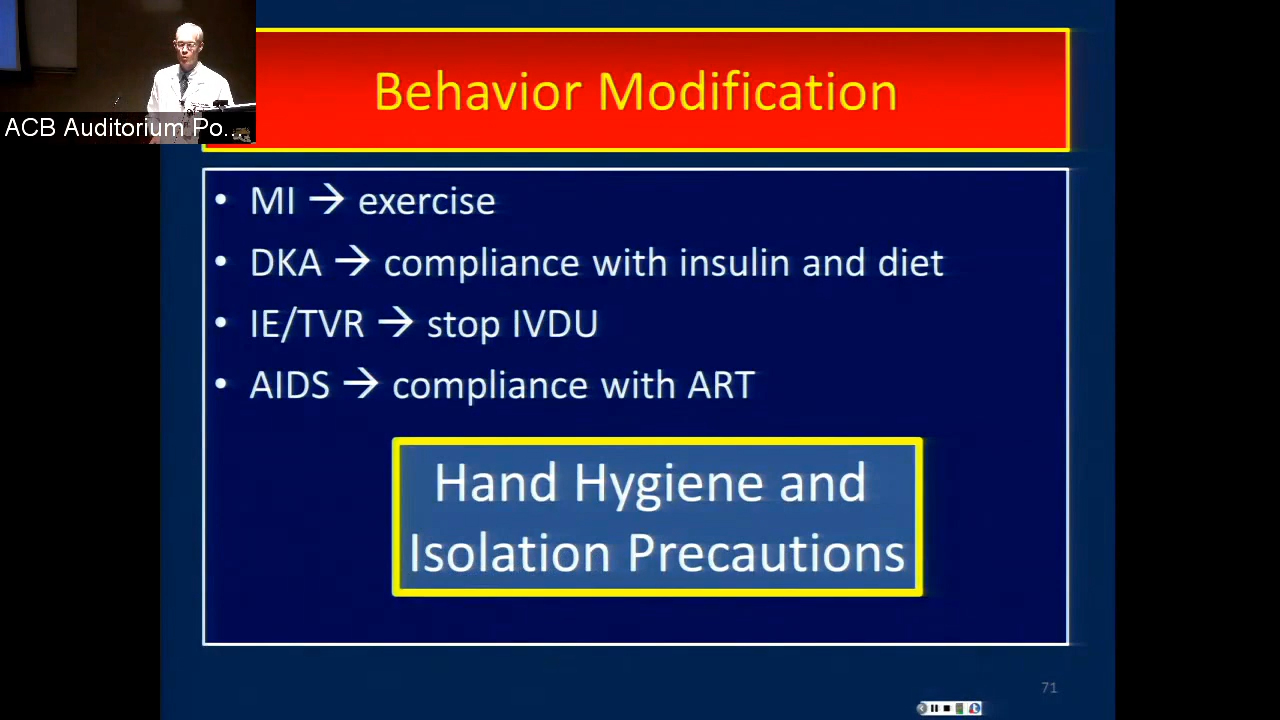 ACB Auditorium Po...
Behavior Modification
• MI → exercise
• DKA → compliance with insulin and diet
• IE/TVR → stop IVDU
• AIDS → compliance with ART
Hand Hygiene and
Isolation Precautions
71